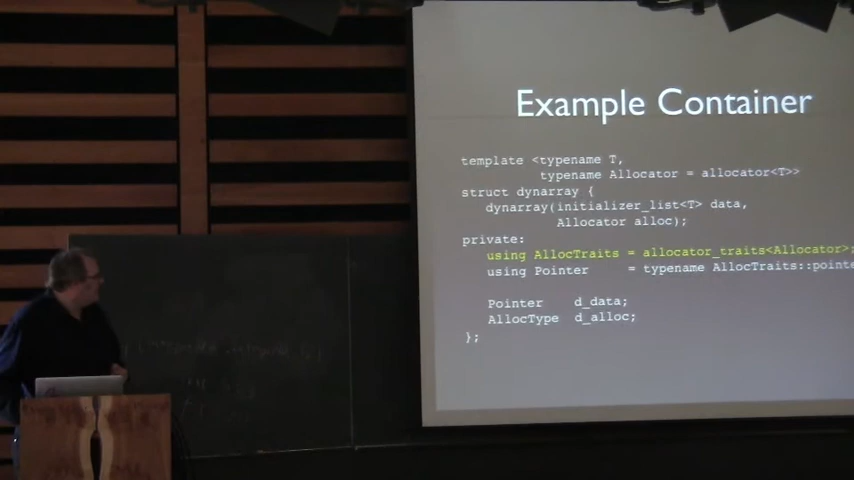 Example Container
template <typename T,
typename Allocator = allocator<T>>
struct dynarray {
dynarray(initializer_list<T> data,
Allocator alloc);
private:
using AllocTraits = allocator_traits<Allocator>;
using Pointer = typename AllocTraits::pointe
Pointer d_data;
AllocType d_alloc;
};